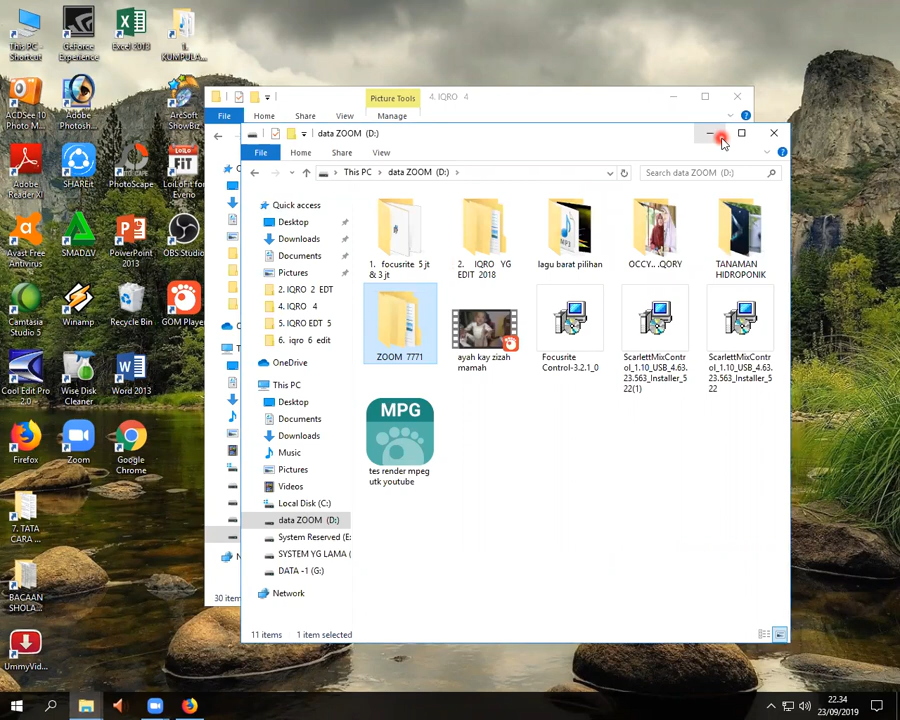 This PC -
Shortcut
GeForce
Experience
Excel 2013
1.
KUMPULA...
ACDSee 10
Photo M...
Adobe
Photosh...
ArcSoft
ShowBiz
Adobe
Reader XI
SHAREit
PhotoScape
LoiLoFit for
Everio
Avast Free
Antivirus
SMADΔV
PowerPoint
2013
OBS Studio
Camtasia
Studio 8
Winamp
Recycle Bin
GOM Player
Cool Edit Pro
2.0
Wise Disk
Cleaner
Word 2013
Firefox
Zoom
Google
Chrome
7. TATA
CARA ...
BACAAN
SHOLA...
UmmyVid...
Picture Tools
4. IQRO 4
File
Home
Share
View
Manage
30 item
data ZOOM (D:)
File
Home
Share
View
This PC > data ZOOM (D:) >
Search data ZOOM (D:)
Quick access
Desktop
Downloads
Documents
Pictures
2. IQRO 2 EDT
4. IQRO 4
5. IQRO EDT 5
6. iqro 6 edit
OneDrive
This PC
Desktop
Documents
Downloads
Music
Pictures
Videos
Local Disk (C:)
data ZOOM (D:)
System Reserved (E:
SYSTEM YG LAMA (
DATA -1 (G:)
Network
1. focusrite 5 jt
& 3 jt
2. IQRO YG
EDIT 2018
MP3
lagu barat pilihan
OCCY.. .QORY
TANAMAN
HIDROPONIK
ZOOM 7771
ayah kay zizah
mamah
Focusrite
Control-3.2.1_0
ScarlettMixContr
ol_1.10_USB_4.63.
23.563_Installer_5
22(1)
ScarlettMixContr
ol_1.10_USB_4.63.
23.563_Installer_5
22
MPG
tes render mpeg
utk youtube
11 items
1 item selected
22.34
23/09/2019